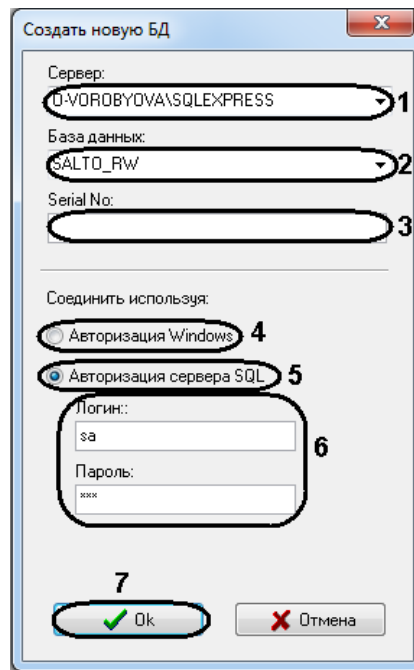 Создать новую БД
Сервер:
O-VOROBYOVA\SQLEXPRESS
1
База данных:
SALTO_RW
2
Serial No:
3
Соединить используя:
Авторизация Windows
4
Авторизация сервера SQL
5
Логин::
sa
6
Пароль:
***
7
Ok
Отмена